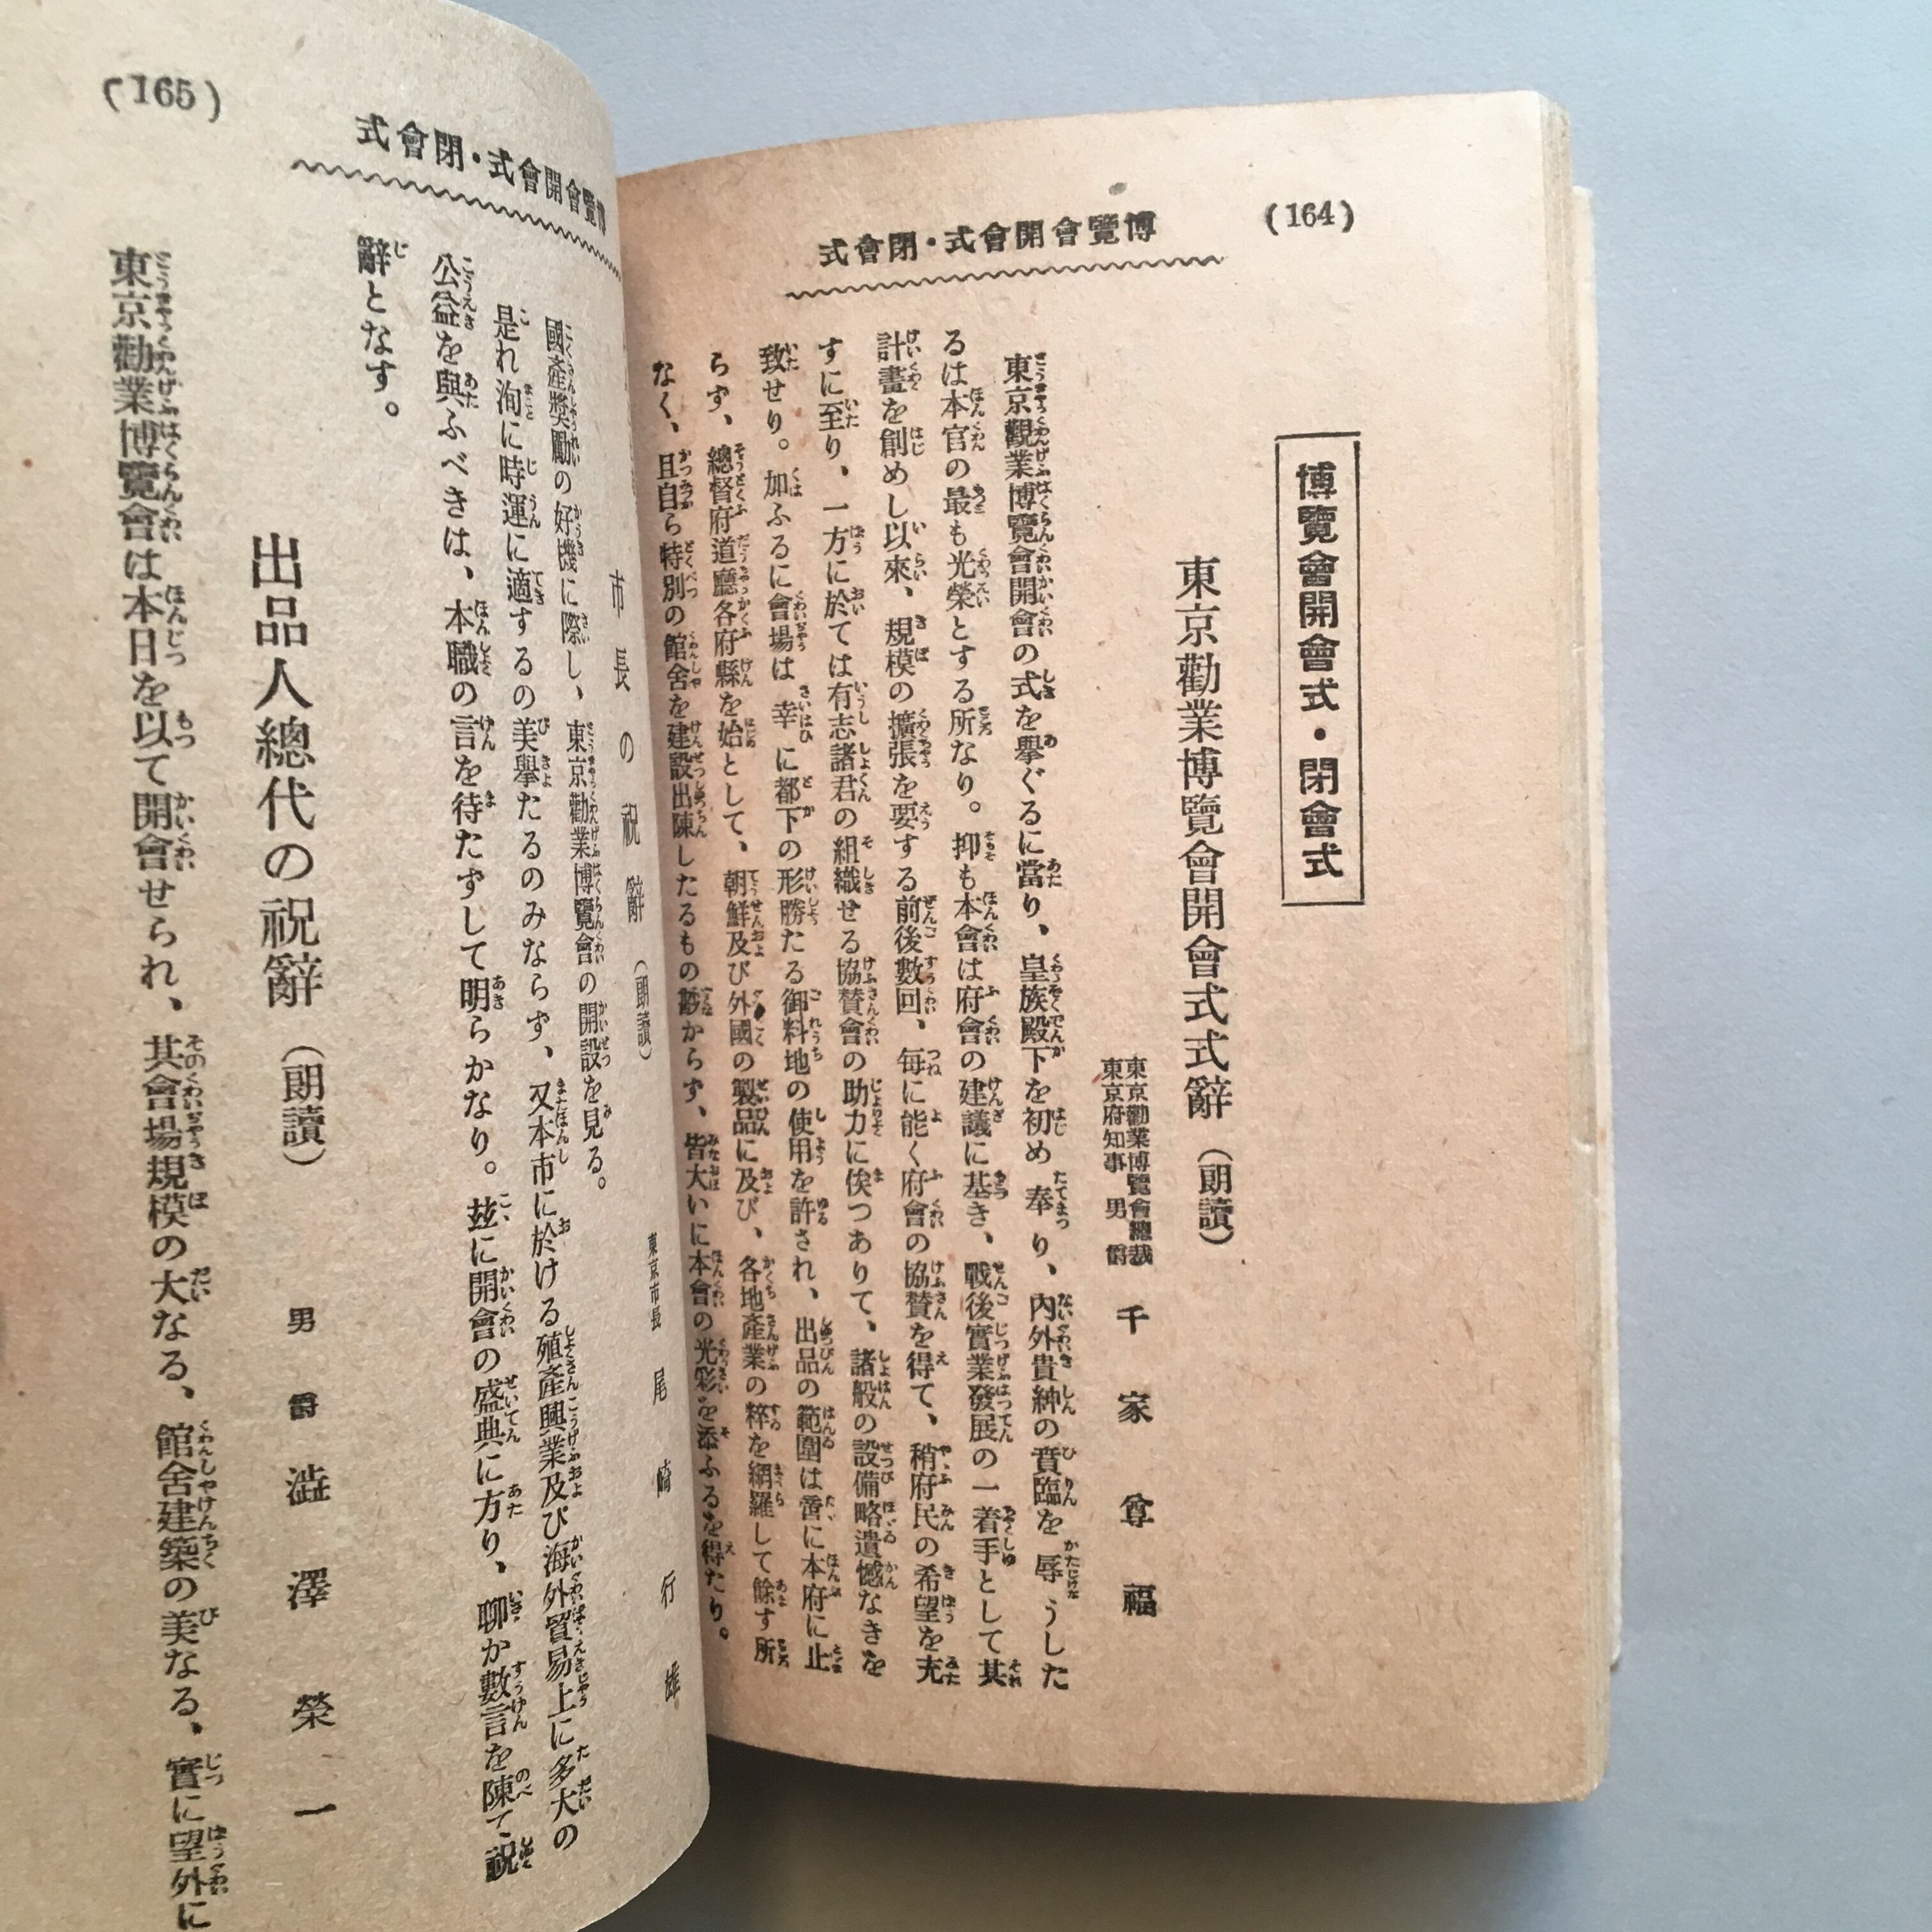 (164)
博覽會開會式・閉會式
博覽會開會式・閉會式
東京勸業博覽會開會式式辭(朗讀)
東京勸業博覽會總裁
東京府知事 男爵 千家尊福
東京觀業博覽會開會の式を擧ぐるに當り、皇族殿下を初め奉り、內外貴紳の賁臨を辱うした
るは本官の最も光榮とする所なり。抑も本會は府會の建議に基き、戰後實業發展の一着手として其
計畫を創めし以來、規模の擴張を要する前後數回、每に能く府會の協贊を得て、稍府民の希望を充
すに至り、一方に於ては有志諸君の組織せる協贊會の助力に俟つありて、諸般の設備略遺憾なきを
致せり。加ふるに會場は幸に都下の形勝たる御料地の使用を許され、出品の範圍は啻に本府に止
らず、總督府道廳各府縣を始として、朝鮮及び外國の製品に及び、各地產業の粹を網羅して餘す所
なく、且自ら特別の館舍を建設出陳したるもの尠からず、皆大いに本會の光彩を添ふるを得たり。
(165)
博覽會開會式・閉會式
市長の祝辭(朗讀)
東京市長 尾崎行雄
國產奬勵の好機に際し、東京勸業博覽會の開設を見る。
是れ洵に時運に適するの美擧たるのみならず、又本市に於ける殖產興業及び海外貿易上に多大の
公益を與ふべきは、本職の言を待たずして明らかなり。玆に開會の盛典に方り、聊か數言を陳て祝
辭となす。
出品人總代の祝辭(朗讀)
男爵 澁澤榮一
東京勸業博覽會は本日を以て開會せられ、其會場規模の大なる、館舍建築の美なる、實に望外に